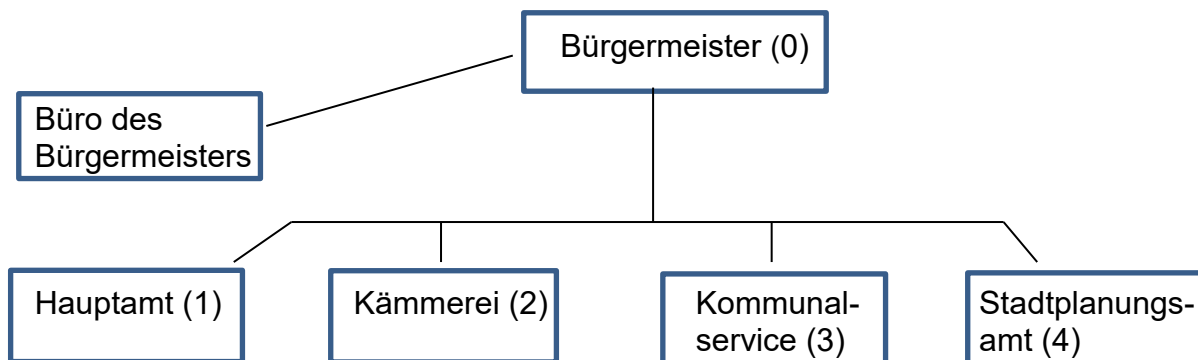 Bürgermeister (0)
Büro des
Bürgermeisters
Hauptamt (1)
Kämmerei (2)
Kommunal-
service (3)
Stadtplanungs-
amt (4)